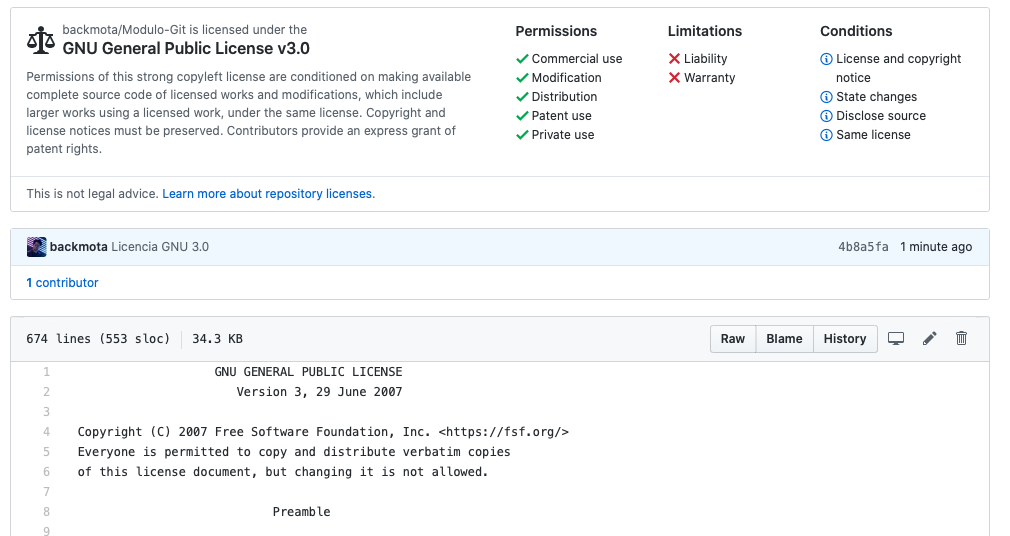 backmota/Modulo-Git is licensed under the
GNU General Public License v3.0
Permissions of this strong copyleft license are conditioned on making available
complete source code of licensed works and modifications, which include
larger works using a licensed work, under the same license. Copyright and
license notices must be preserved. Contributors provide an express grant of
patent rights.
Permissions
Commercial use
Modification
Distribution
Patent use
Private use
Limitations
Liability
Warranty
Conditions
License and copyright
notice
State changes
Disclose source
Same license
This is not legal advice. Learn more about repository licenses.
backmota Licencia GNU 3.0 4b8a5fa 1 minute ago
1 contributor
674 lines (553 sloc) 34.3 KB Raw Blame History
1 GNU GENERAL PUBLIC LICENSE
2 Version 3, 29 June 2007
3
4 Copyright (C) 2007 Free Software Foundation, Inc. <https://fsf.org/>
5 Everyone is permitted to copy and distribute verbatim copies
6 of this license document, but changing it is not allowed.
7
8 Preamble
9